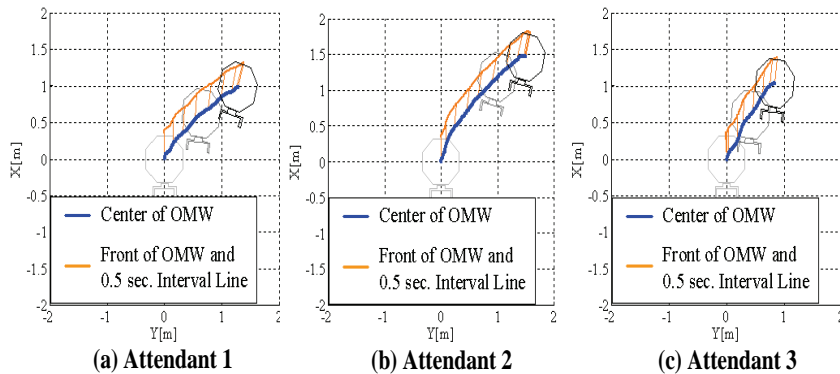 2
1.5
1
0.5
0
-0.5
-1
-1.5
-2
X[m]
Center of OMW
Front of OMW and
0.5 sec. Interval Line
-2 -1 0 1 2
Y[m]
(a) Attendant 1
2
1.5
1
0.5
0
-0.5
-1
-1.5
-2
X[m]
Center of OMW
Front of OMW and
0.5 sec. Interval Line
-2 -1 0 1 2
Y[m]
(b) Attendant 2
2
1.5
1
0.5
0
-0.5
-1
-1.5
-2
X[m]
Center of OMW
Front of OMW and
0.5 sec. Interval Line
-2 -1 0 1 2
Y[m]
(c) Attendant 3